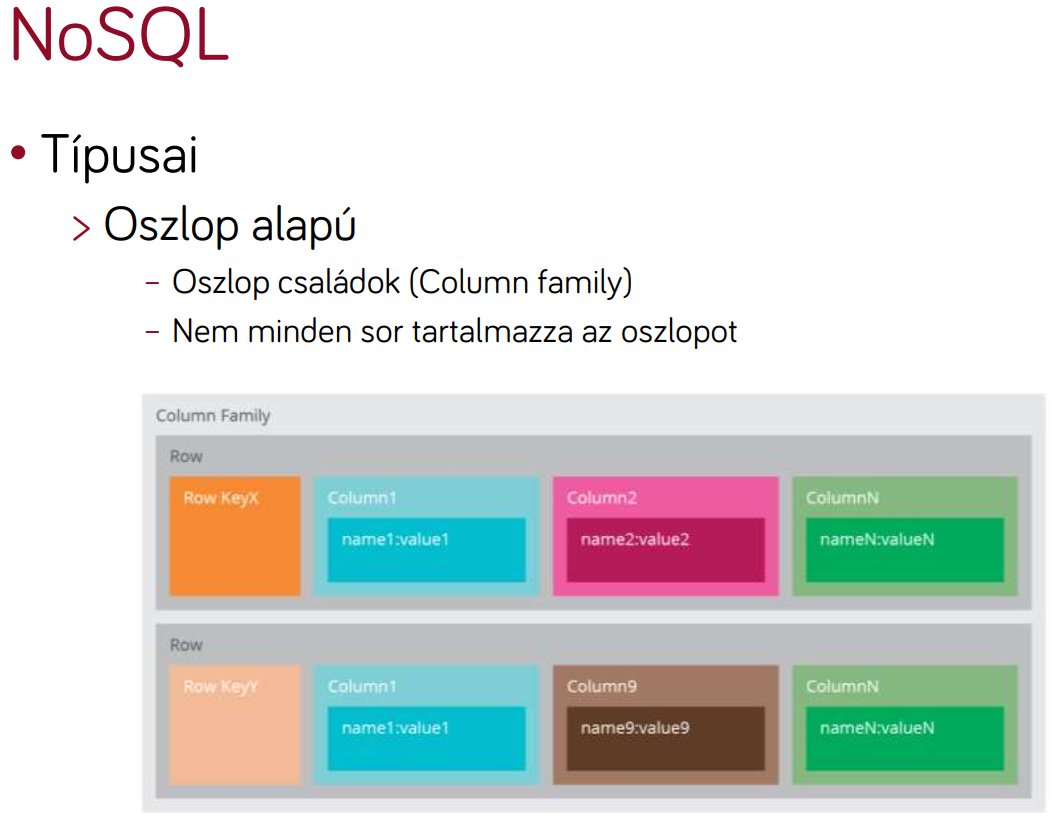 NoSQL
• Típusai
> Oszlop alapú
– Oszlop családok (Column family)
– Nem minden sor tartalmazza az oszlopot
Column Family
Row
Row KeyX Column1 Column2 ColumnN
name1:value1 name2:value2 nameN:valueN
Row
Row KeyY Column1 Column9 ColumnN
name1:value1 name9:value9 nameN:valueN